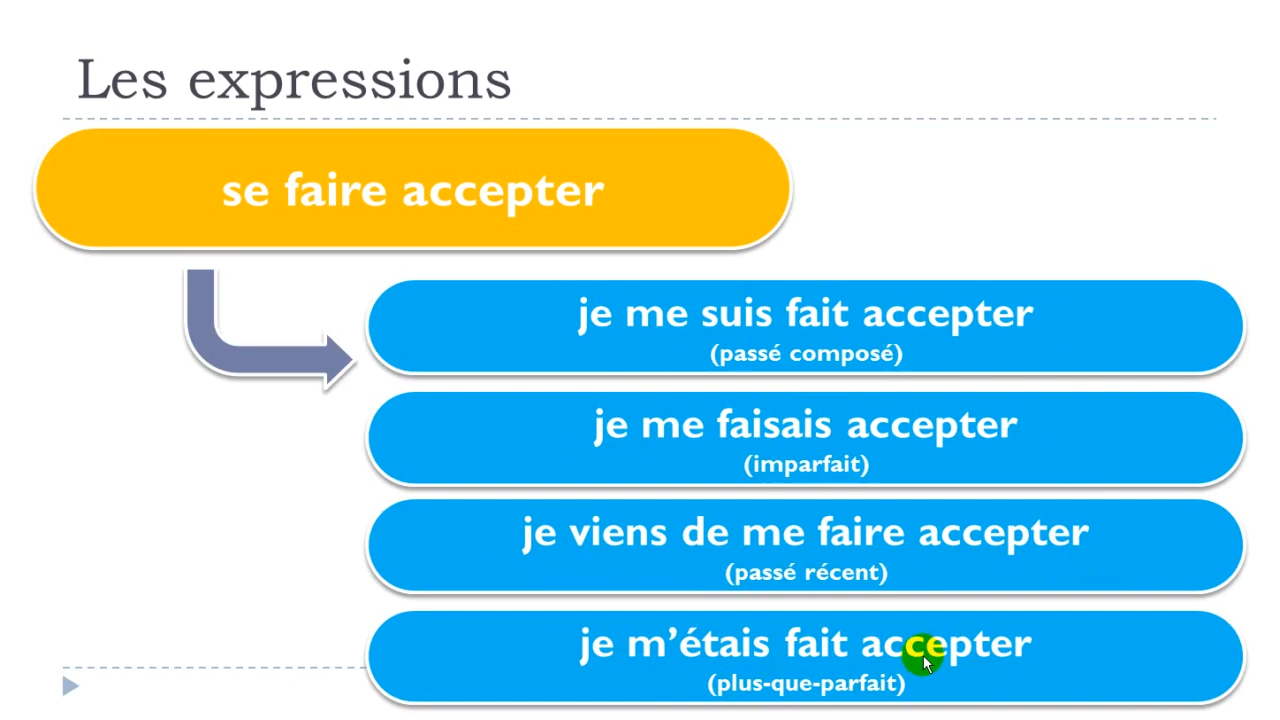 Les expressions
se faire accepter
je me suis fait accepter
(passé composé)
je me faisais accepter
(imparfait)
je viens de me faire accepter
(passé récent)
je m’étais fait accepter
(plus-que-parfait)